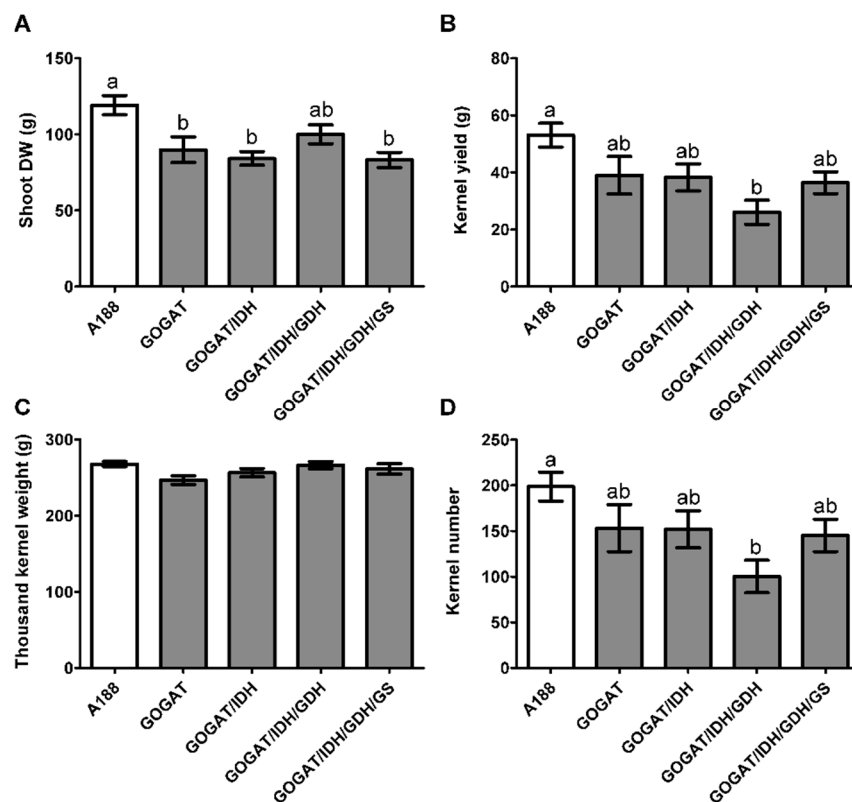 A
Shoot DW (g)
150
100
50
0
a
b
b
ab
b
A188
GOGAT
GOGAT/IDH
GOGAT/IDH/GDH
GOGAT/IDH/GDH/GS
B
Kernel yield (g)
80
60
40
20
0
a
ab
ab
b
ab
A188
GOGAT
GOGAT/IDH
GOGAT/IDH/GDH
GOGAT/IDH/GDH/GS
C
Thousand kernel weight (g)
300
200
100
0
A188
GOGAT
GOGAT/IDH
GOGAT/IDH/GDH
GOGAT/IDH/GDH/GS
D
Kernel number
250
200
150
100
50
0
a
ab
ab
b
ab
A188
GOGAT
GOGAT/IDH
GOGAT/IDH/GDH
GOGAT/IDH/GDH/GS